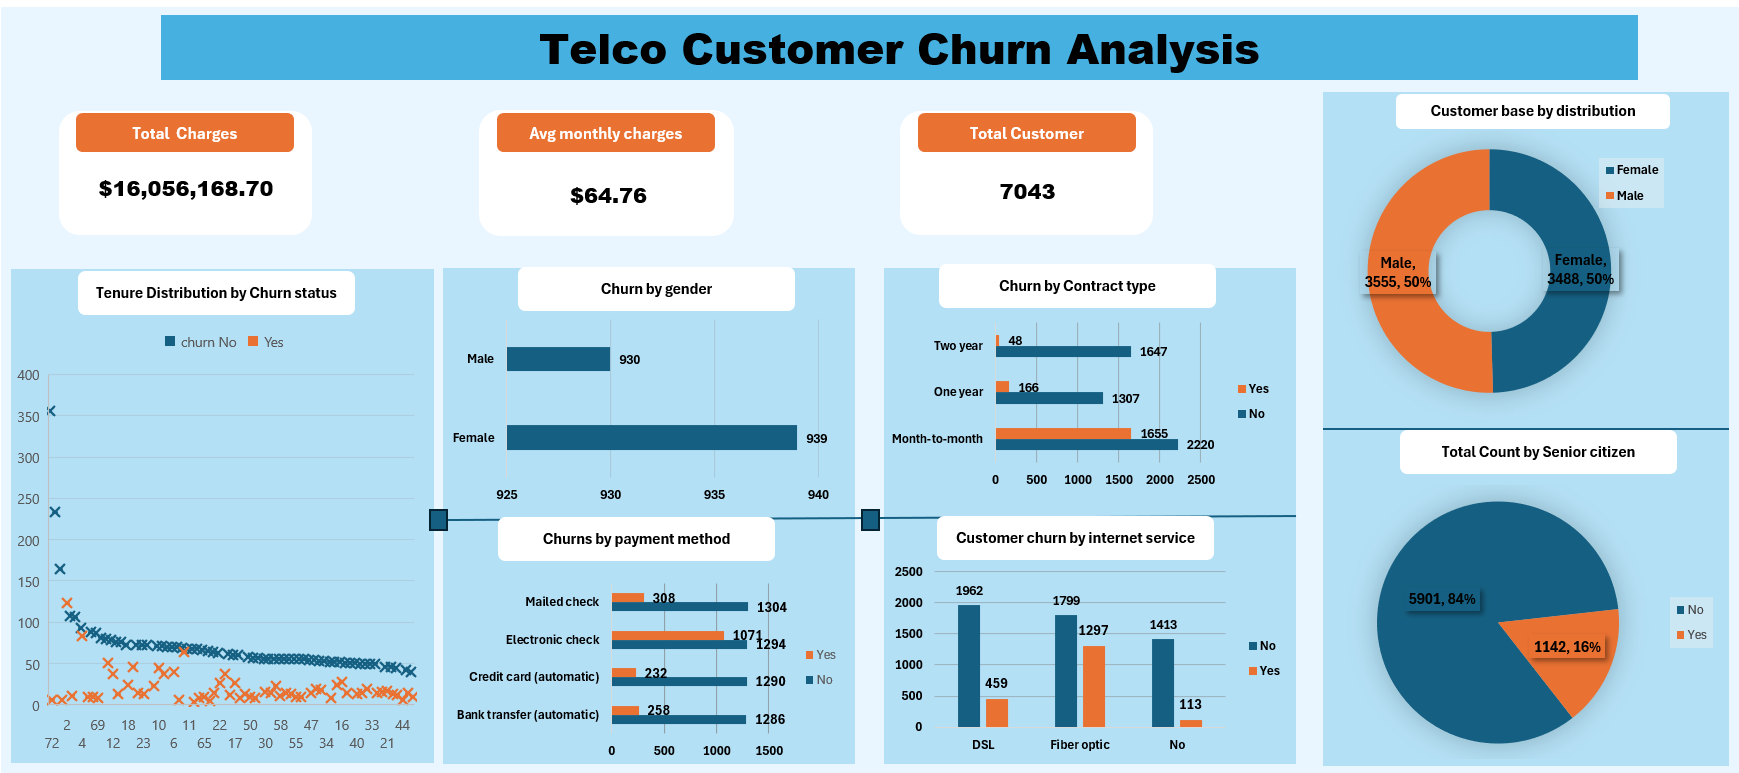 Telco Customer Churn Analysis
Total Charges
$16,056,168.70
Avg monthly charges
$64.76
Total Customer
7043
Customer base by distribution
Female
Male
Male,
3555, 50%
Female,
3488, 50%
Tenure Distribution by Churn status
churn No
Yes
400
350
300
250
200
150
100
50
0
2 69 18 10 11 22 50 58 47 16 33 44
72 4 12 23 6 65 17 30 55 34 40 21
Churn by gender
Male
930
Female
939
925 930 935 940
Churn by Contract type
Two year
48
1647
One year
166
1307
Month-to-month
1655
2220
Yes
No
0 500 1000 1500 2000 2500
Churns by payment method
Mailed check
308
1304
Electronic check
1071
1294
Credit card (automatic)
232
1290
Bank transfer (automatic)
258
1286
Yes
No
0 500 1000 1500
Customer churn by internet service
2500
2000
1500
1000
500
0
1962
459
1799
1297
1413
113
DSL Fiber optic No
No
Yes
Total Count by Senior citizen
5901, 84%
1142, 16%
No
Yes